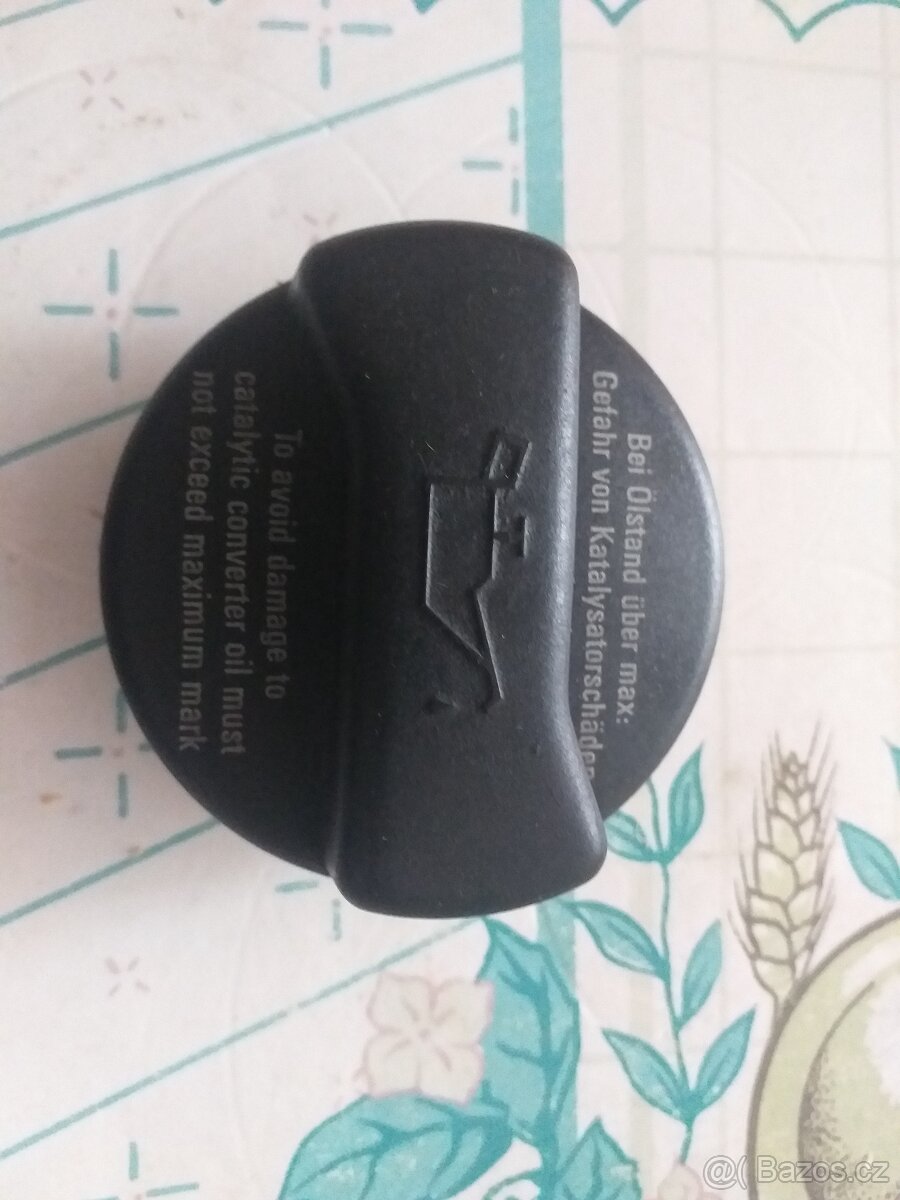 Bei Ölstand über max:
Gefahr von Katalysatorschäden
To avoid damage to
catalytic converter oil must
not exceed maximum mark
@( Bazos.cz